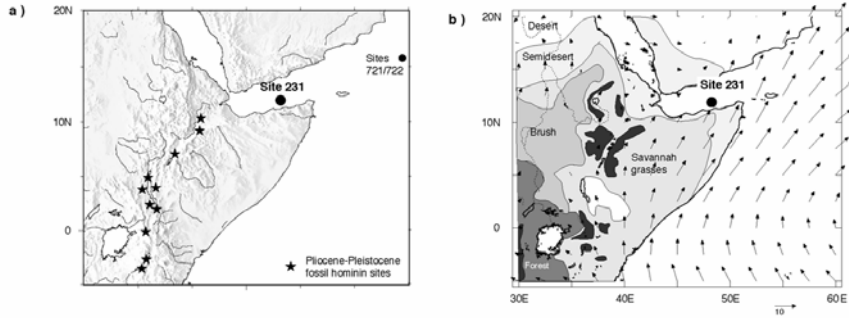 a )
20N
10N
0
Sites
721/722
Site 231
Pliocene-Pleistocene
fossil hominin sites
b )
20N
10N
0
Desert
Semidesert
Site 231
Brush
Savannah
grasses
Forest
30E
40E
50E
60E
10